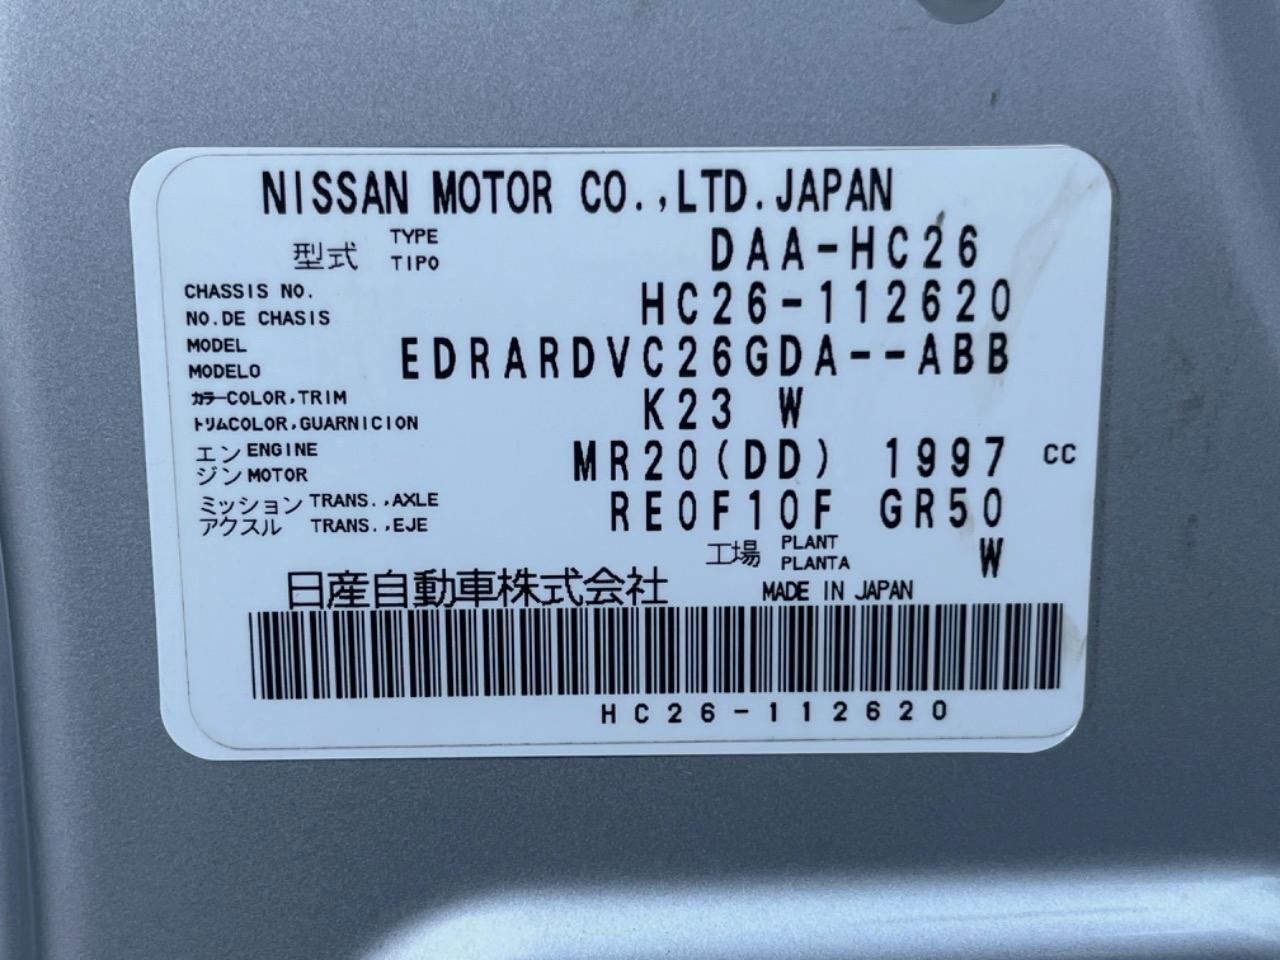 NISSAN MOTOR CO.,LTD.JAPAN
型式 TYPE TIPO DAA-HC26
CHASSIS NO. NO.DE CHASIS HC26-112620
MODEL MODELO EDRARDVC26GDA--ABB
カラーCOLOR,TRIM トリムCOLOR,GUARNICION K23 W
エンジン ENGINE MOTOR MR20(DD) 1997 CC
ミッション アクスル TRANS.,AXLE TRANS.,EJE RE0F10F GR50
工場 PLANT PLANTA W
日産自動車株式会社 MADE IN JAPAN
HC26-112620